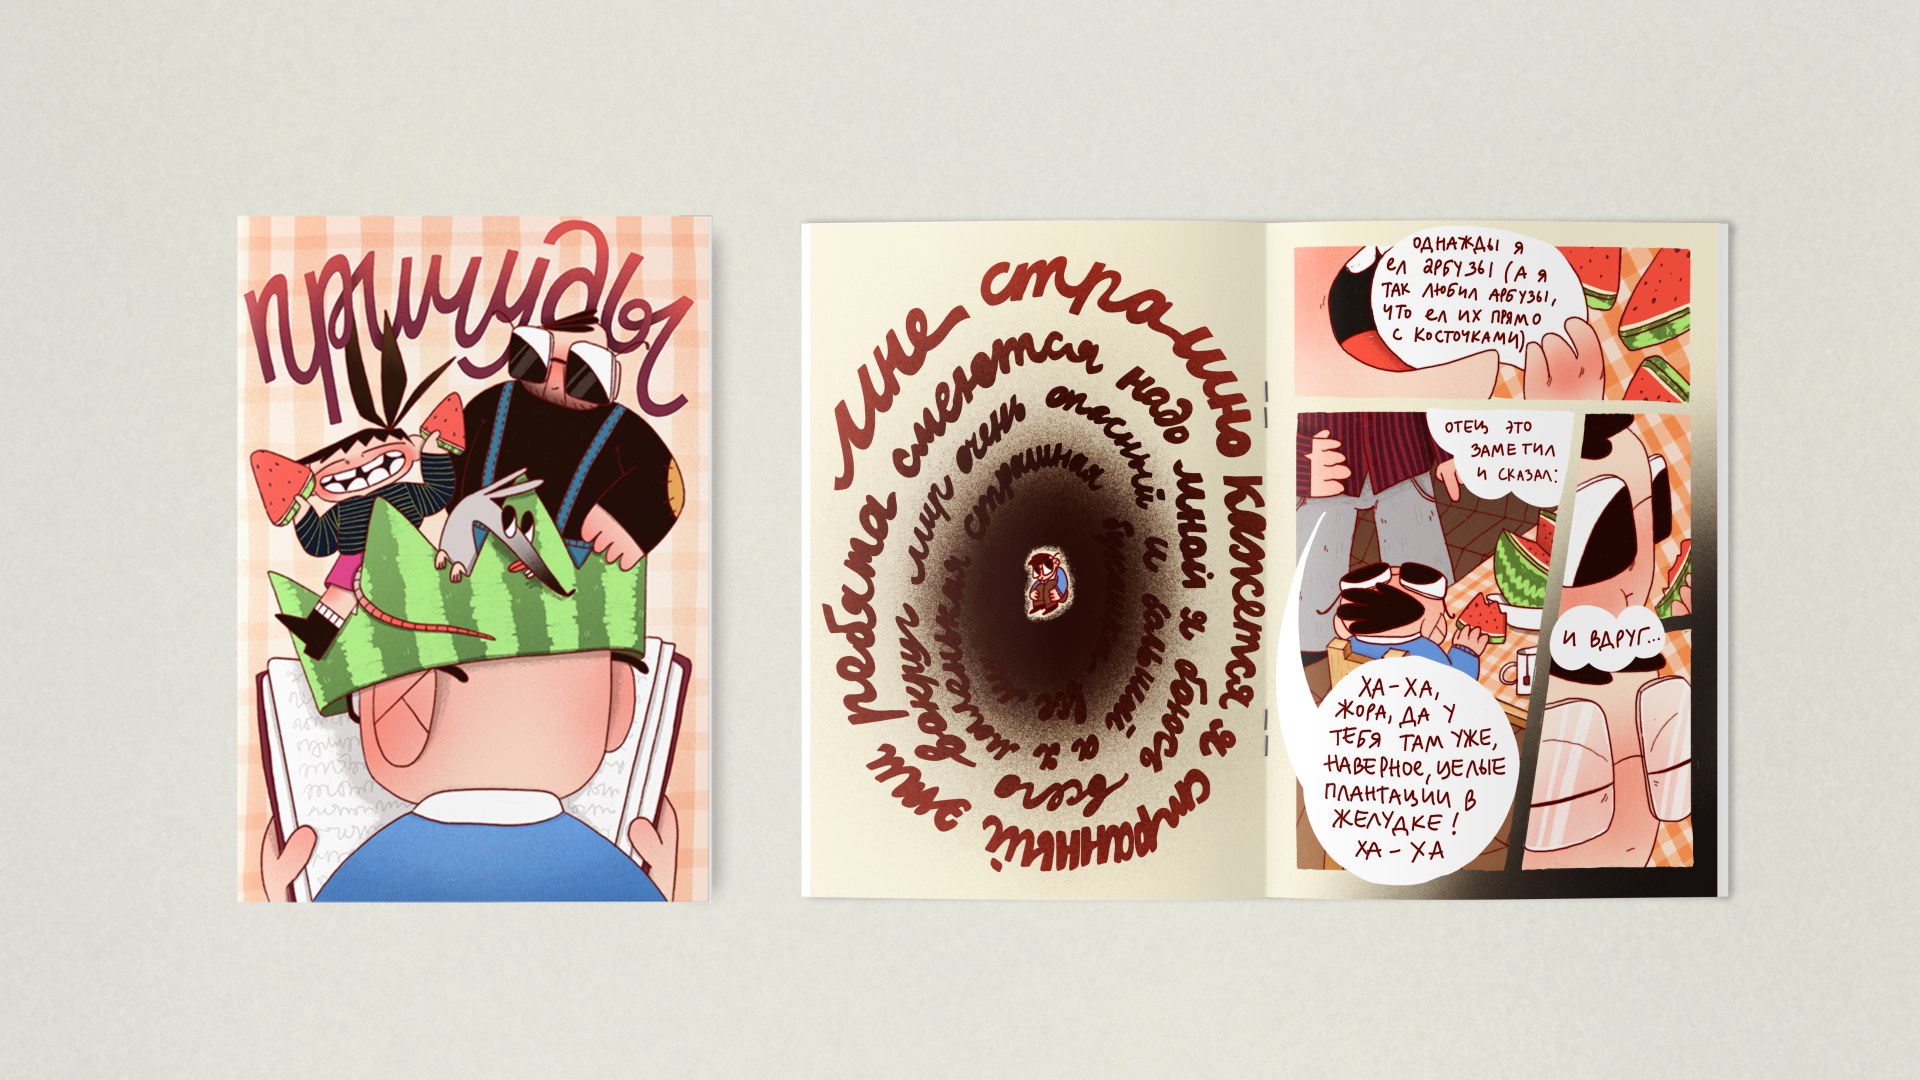 причуды
мне страшно кажется я странный эти
ребята смеются надо мной я боюсь всего
вокруг мир очень опасный и большой а я
маленькая страшная
все
ОДНАЖДЫ Я
ЕЛ АРБУЗЫ (А Я
ТАК ЛЮБИЛ АРБУЗЫ,
ЧТО ЕЛ ИХ ПРЯМО
С КОСТОЧКАМИ)
ОТЕЦ ЭТО
ЗАМЕТИЛ
И СКАЗАЛ:
И ВДРУГ...
ХА-ХА,
ЖОРА, ДА У
ТЕБЯ ТАМ УЖЕ,
НАВЕРНОЕ, ЦЕЛЫЕ
ПЛАНТАЦИИ В
ЖЕЛУДКЕ!
ХА-ХА